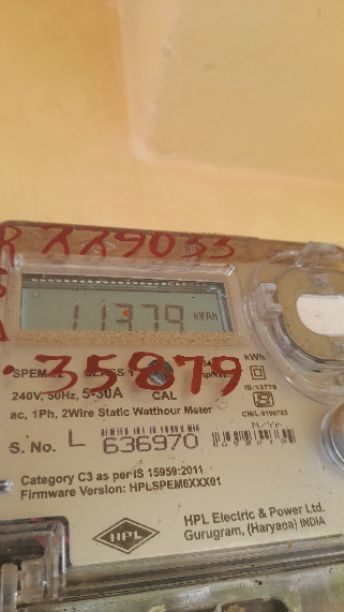 XX9033
11379 kWh
35879
kWh
SPEM
240V, 50Hz, 5-30A CAL
IS:13779
ac, 1Ph, 2Wire Static Watthour Meter
S. No. L 636970
Category C3 as per IS 15959:2011
Firmware Version: HPLSPEM6XXX01
HPL
HPL Electric & Power Ltd.
Gurugram, (Haryana) INDIA